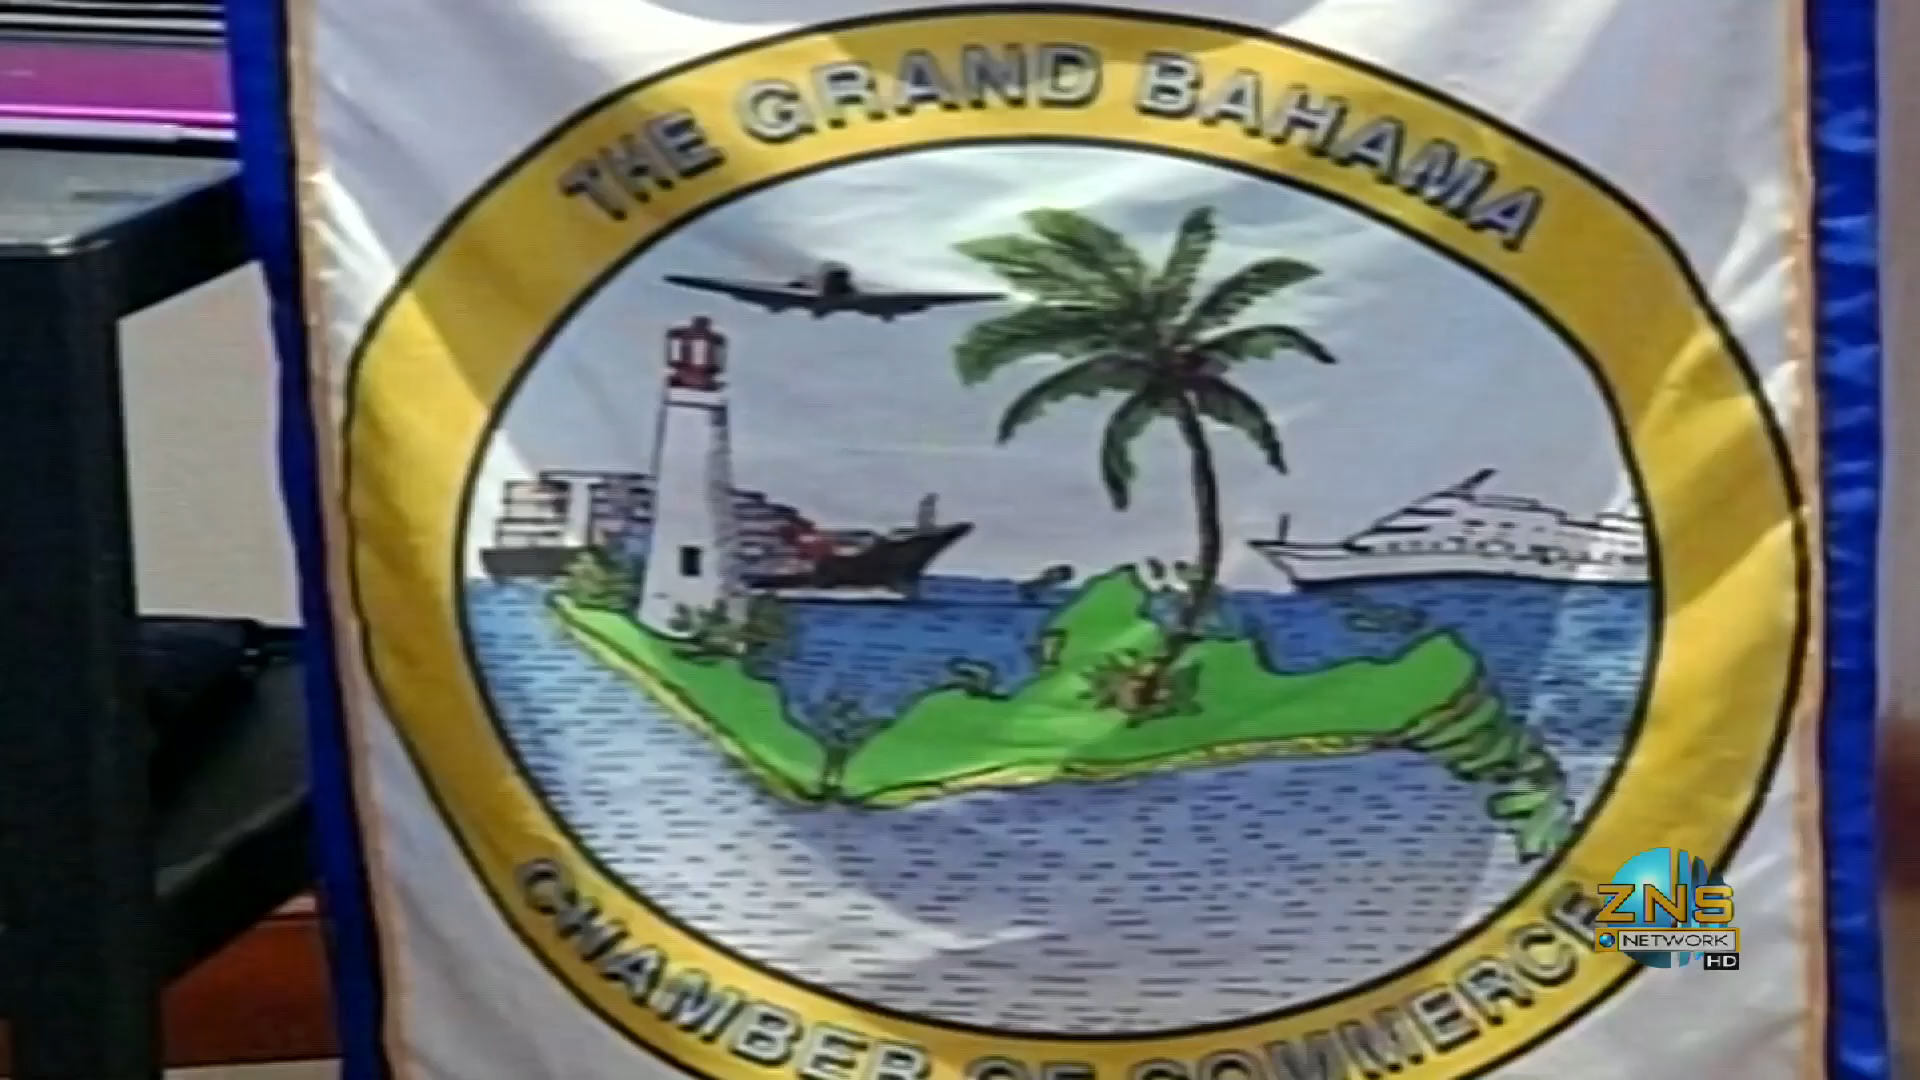 THE GRAND BAHAMA
CHAMBER OF COMMERCE
ZNS
NETWORK
HD